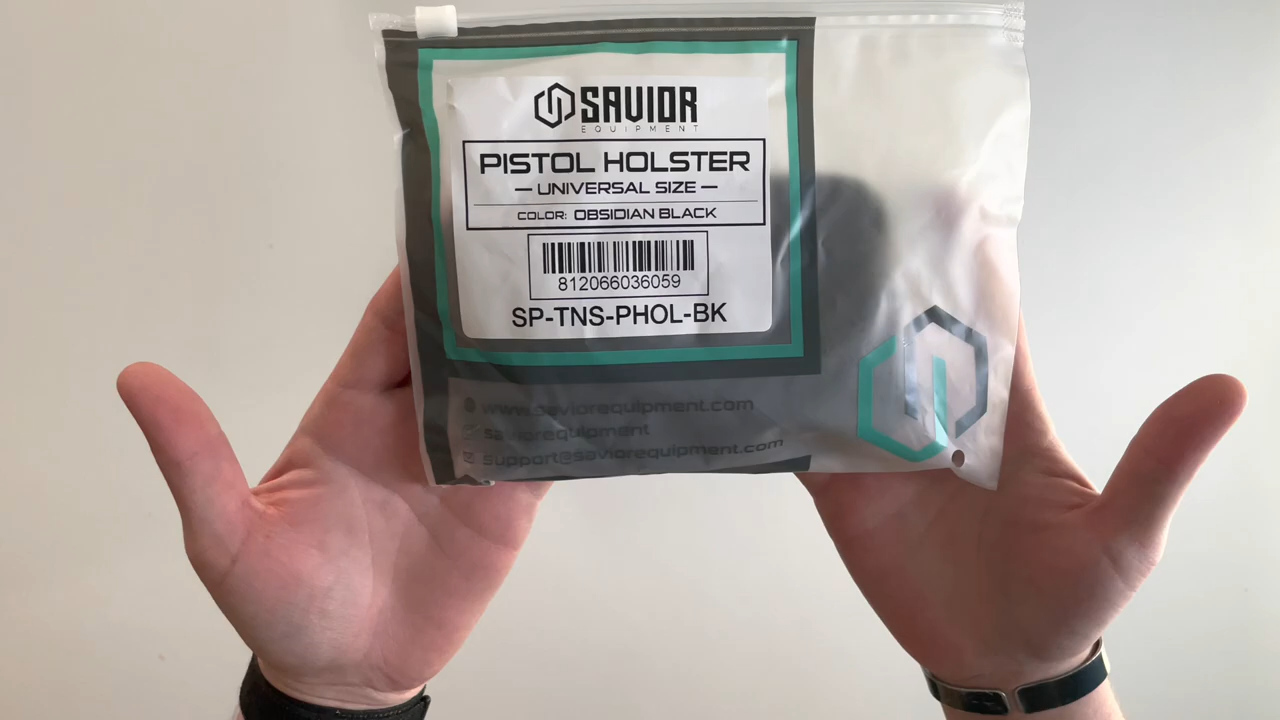 SAVIOR
EQUIPMENT
PISTOL HOLSTER
— UNIVERSAL SIZE —
COLOR: OBSIDIAN BLACK
812066036059
SP-TNS-PHOL-BK
www.saviorequipment.com
saviorequipment
support@saviorequipment.com